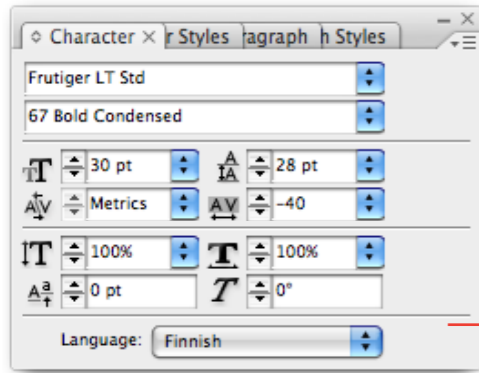 Character × r Styles ragraph h Styles
Frutiger LT Std
67 Bold Condensed
30 pt 28 pt
Metrics -40
100% 100%
0 pt 0°
Language: Finnish